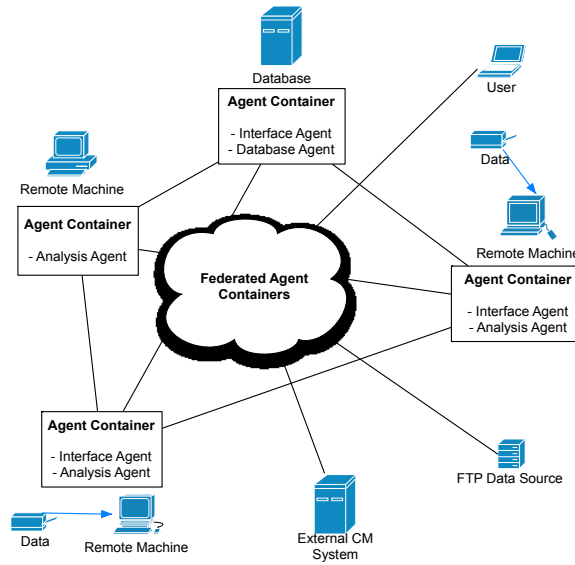 Database
Agent Container
- Interface Agent
- Database Agent
User
Data
Remote Machine
Remote Machine
Agent Container
- Analysis Agent
Federated Agent
Containers
Agent Container
- Interface Agent
- Analysis Agent
Agent Container
- Interface Agent
- Analysis Agent
FTP Data Source
Data
Remote Machine
?
External CM
System